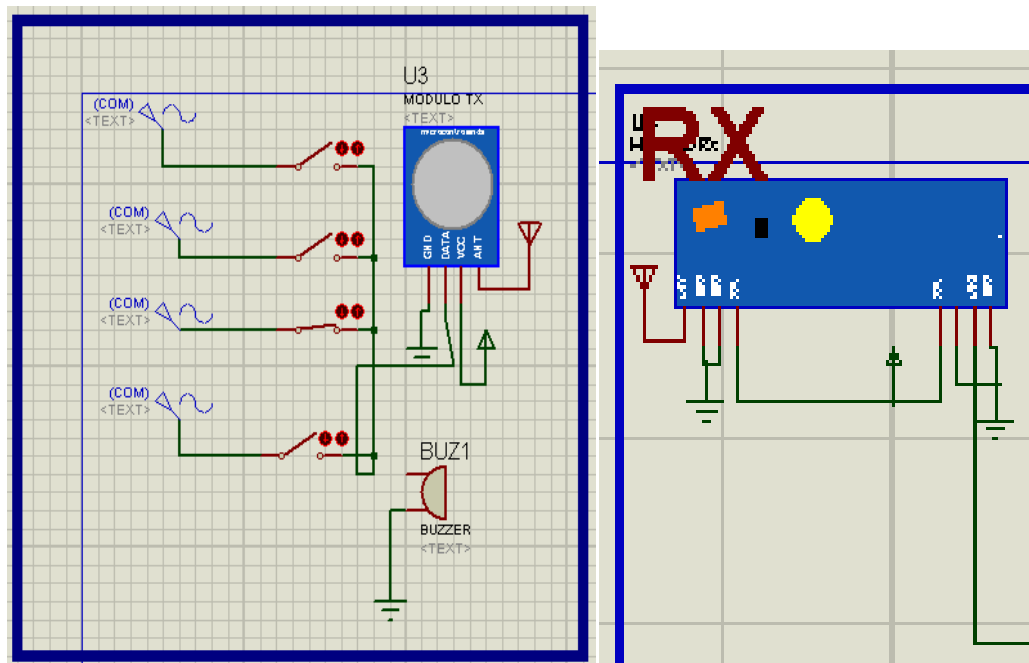 U3
MODULO TX
<TEXT>
(COM)
<TEXT>
GND
DATA
VCC
ANT
(COM)
<TEXT>
(COM)
<TEXT>
(COM)
<TEXT>
BUZ1
BUZZER
<TEXT>
RX